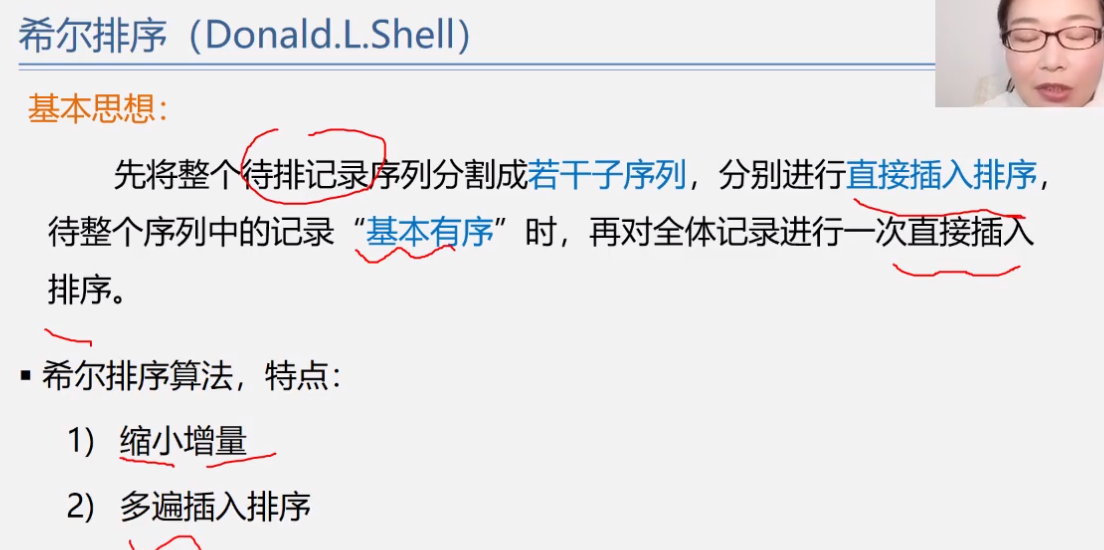 希尔排序（Donald.L.Shell）
基本思想：
先将整个待排记录序列分割成若干子序列，分别进行直接插入排序，
待整个序列中的记录“基本有序”时，再对全体记录进行一次直接插入
排序。
▪ 希尔排序算法，特点：
1) 缩小增量
2) 多遍插入排序